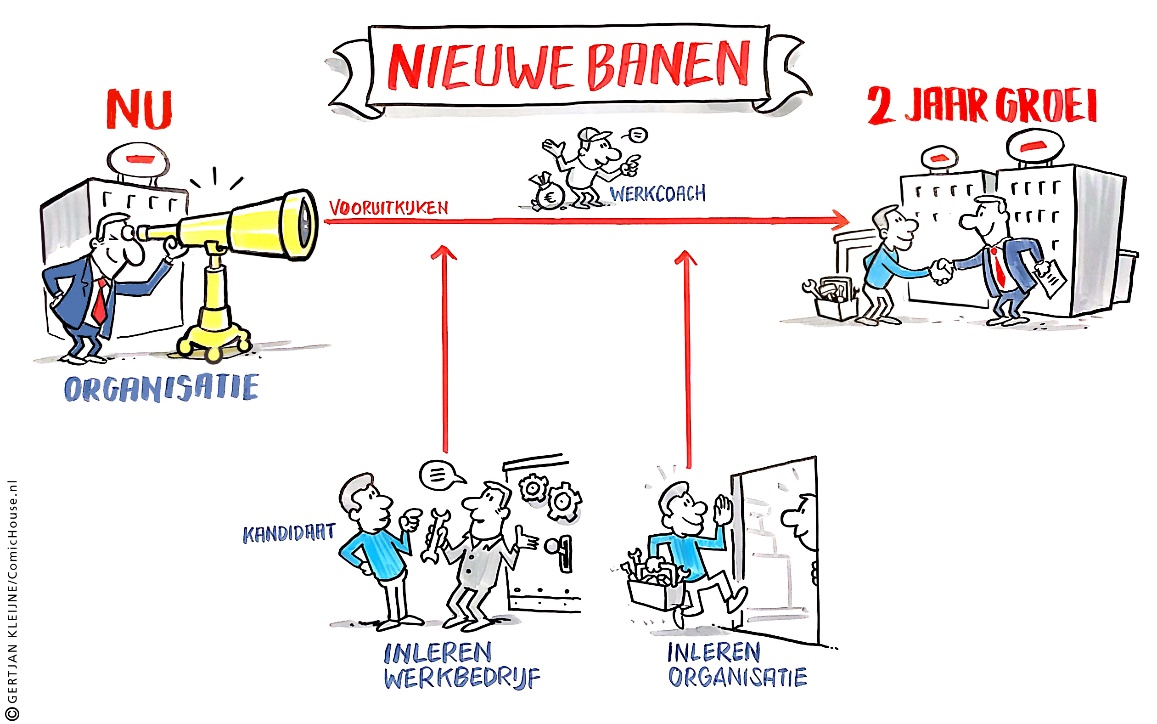 NIEUWE BANEN
NU
2 JAAR GROEI
WERKCOACH
VOORUITKIJKEN
€
ORGANISATIE
KANDIDAAT
INLEREN
WERKBEDRIJF
INLEREN
ORGANISATIE
© GERTJAN KLEIJNE/ComicHouse.nl